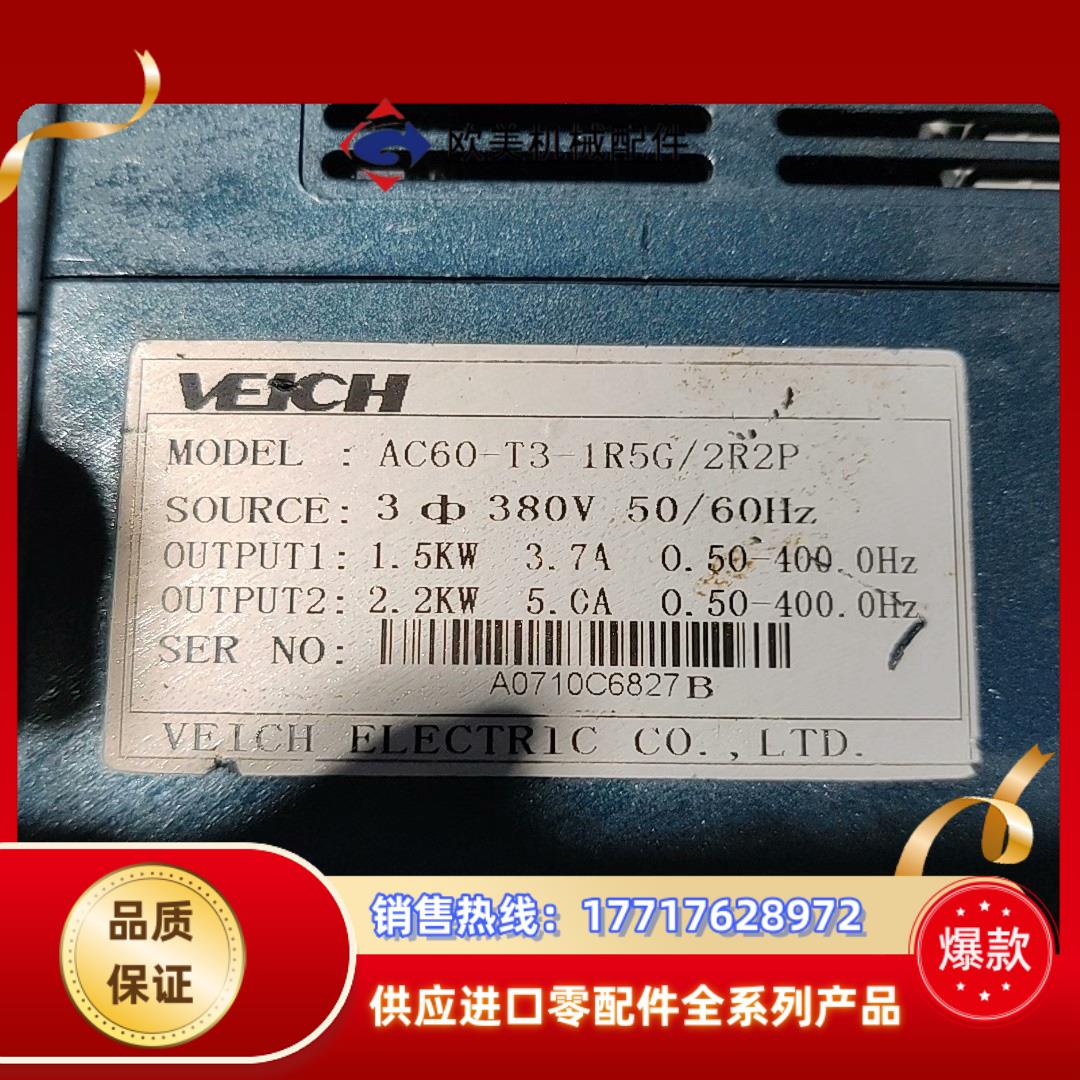 欧美机械配件
VEICH
MODEL : AC60-T3-1R5G/2R2P
SOURCE: 3 Φ 380V 50/60Hz
OUTPUT1: 1.5KW 3.7A 0.50-400.0Hz
OUTPUT2: 2.2KW 5.0A 0.50-400.0Hz
SER NO:
A0710C6827B
VEICH ELECTRIC CO.,LTD.
品质
保证
销售热线：17717628972
供应进口零配件全系列产品
爆款